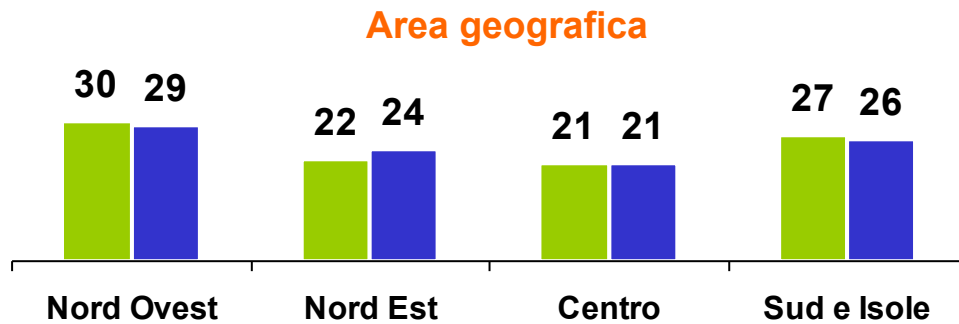 Area geografica
30 29 22 24 21 21 27 26
Nord Ovest Nord Est Centro Sud e Isole